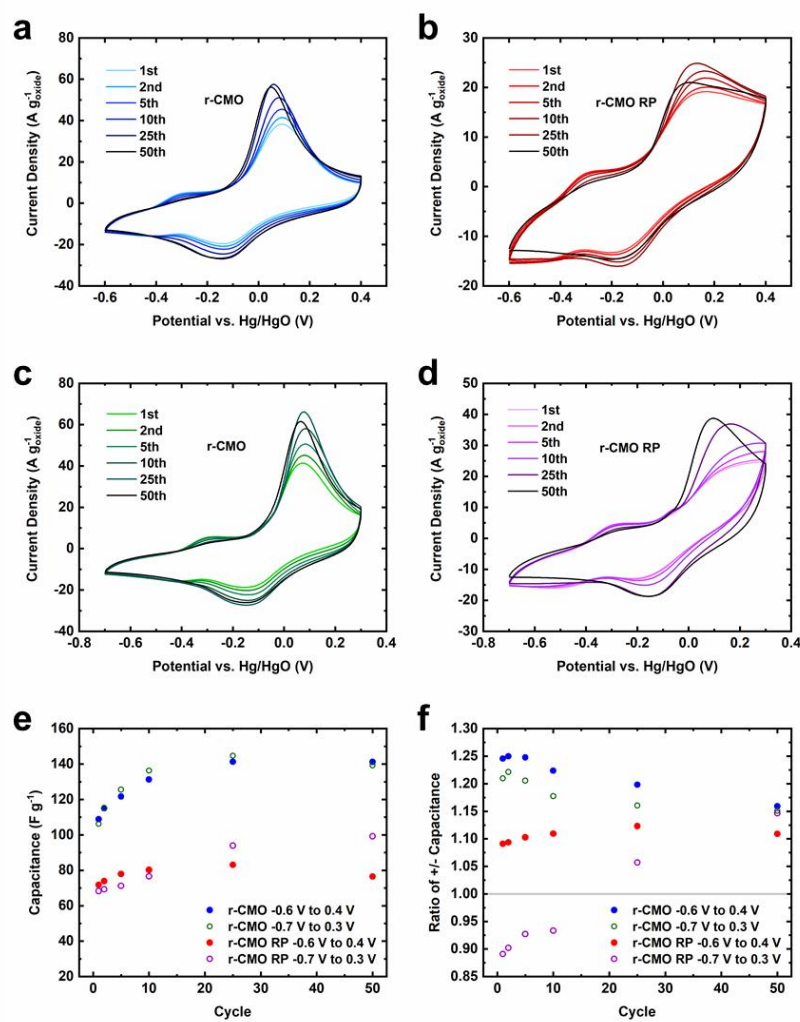 a
80
60
40
20
0
-20
-40
-0.6 -0.4 -0.2 0.0 0.2 0.4
Current Density (A g⁻¹oxide)
Potential vs. Hg/HgO (V)
1st
2nd
5th
10th
25th
50th
r-CMO
b
30
20
10
0
-10
-20
-0.6 -0.4 -0.2 0.0 0.2 0.4
Current Density (A g⁻¹oxide)
Potential vs. Hg/HgO (V)
1st
2nd
5th
10th
25th
50th
r-CMO RP
c
80
60
40
20
0
-20
-40
-0.8 -0.6 -0.4 -0.2 0.0 0.2 0.4
Current Density (A g⁻¹oxide)
Potential vs. Hg/HgO (V)
1st
2nd
5th
10th
25th
50th
r-CMO
d
50
40
30
20
10
0
-10
-20
-30
-0.8 -0.6 -0.4 -0.2 0.0 0.2 0.4
Current Density (A g⁻¹oxide)
Potential vs. Hg/HgO (V)
1st
2nd
5th
10th
25th
50th
r-CMO RP
e
160
140
120
100
80
60
40
20
0 10 20 30 40 50
Capacitance (F g⁻¹)
Cycle
r-CMO -0.6 V to 0.4 V
r-CMO -0.7 V to 0.3 V
r-CMO RP -0.6 V to 0.4 V
r-CMO RP -0.7 V to 0.3 V
f
1.30
1.25
1.20
1.15
1.10
1.05
1.00
0.95
0.90
0.85
0 10 20 30 40 50
Ratio of +/- Capacitance
Cycle
r-CMO -0.6 V to 0.4 V
r-CMO -0.7 V to 0.3 V
r-CMO RP -0.6 V to 0.4 V
r-CMO RP -0.7 V to 0.3 V